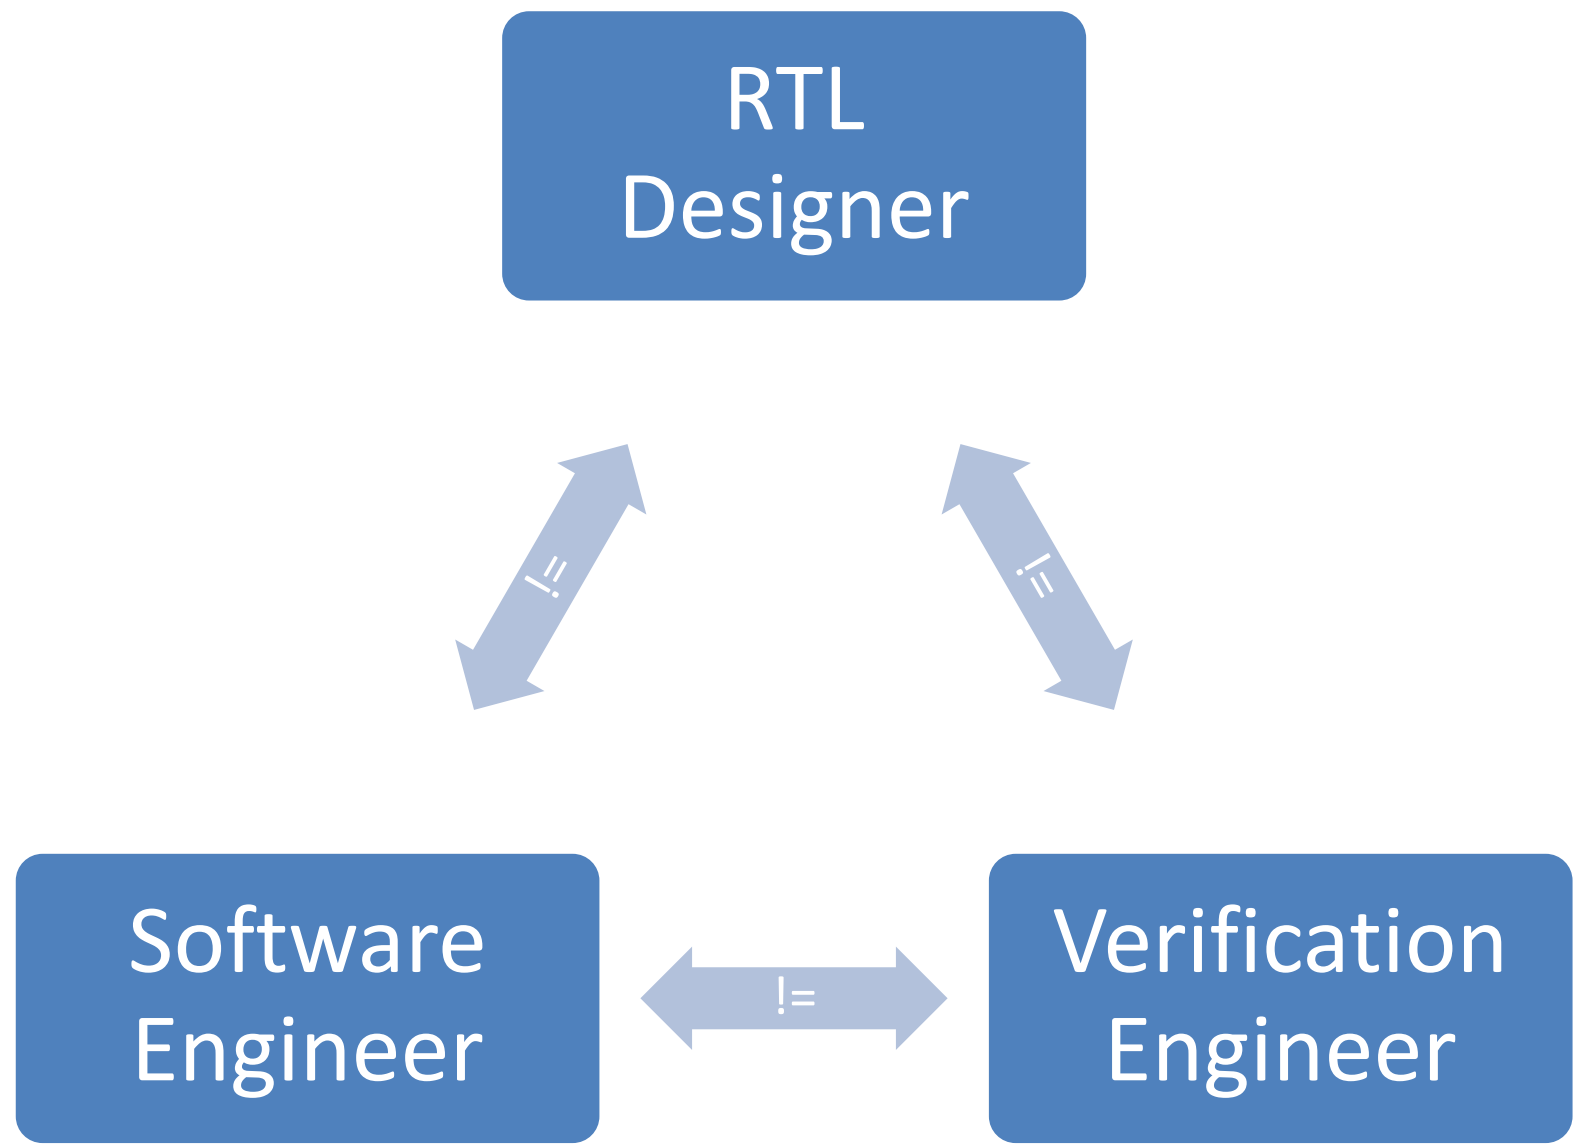 RTL
Designer
!=
!=
Software
Engineer
!=
Verification
Engineer